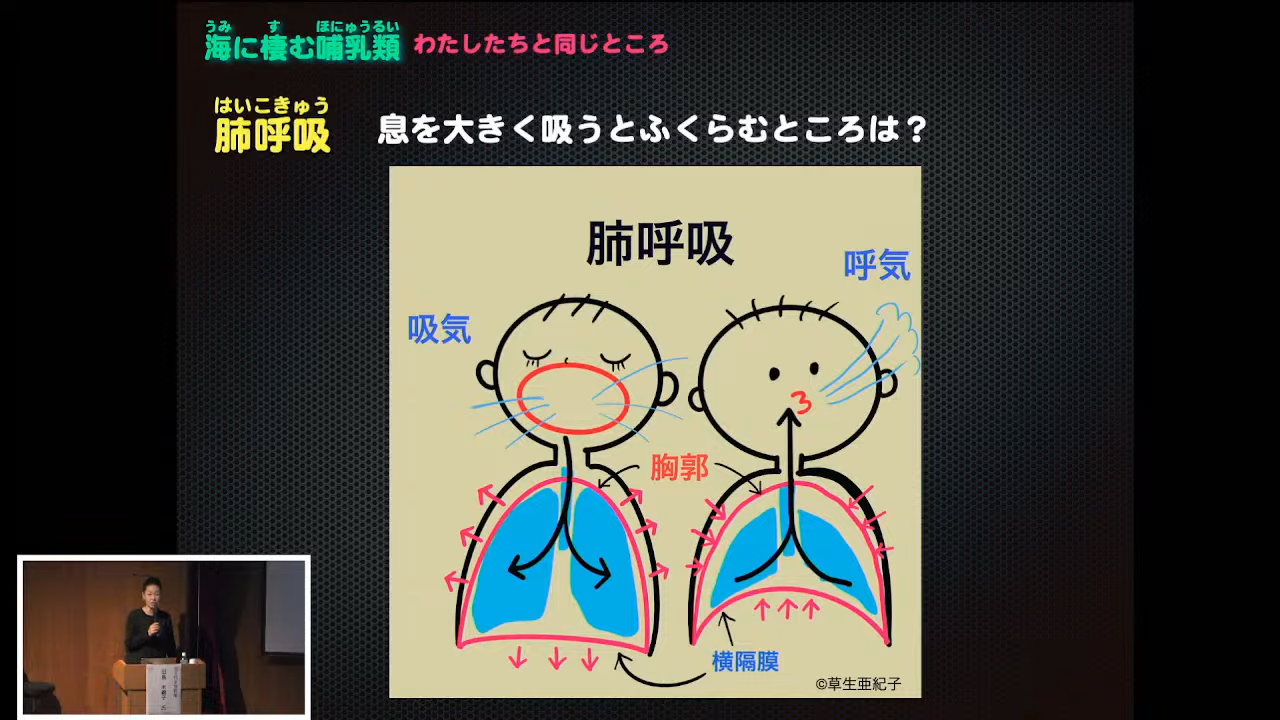 うみ す ほにゅうるい
海に棲む哺乳類 わたしたちと同じところ
はいこきゅう
肺呼吸 息を大きく吸うとふくらむところは？
肺呼吸
呼気
吸気
胸郭
横隔膜
©草生亜紀子